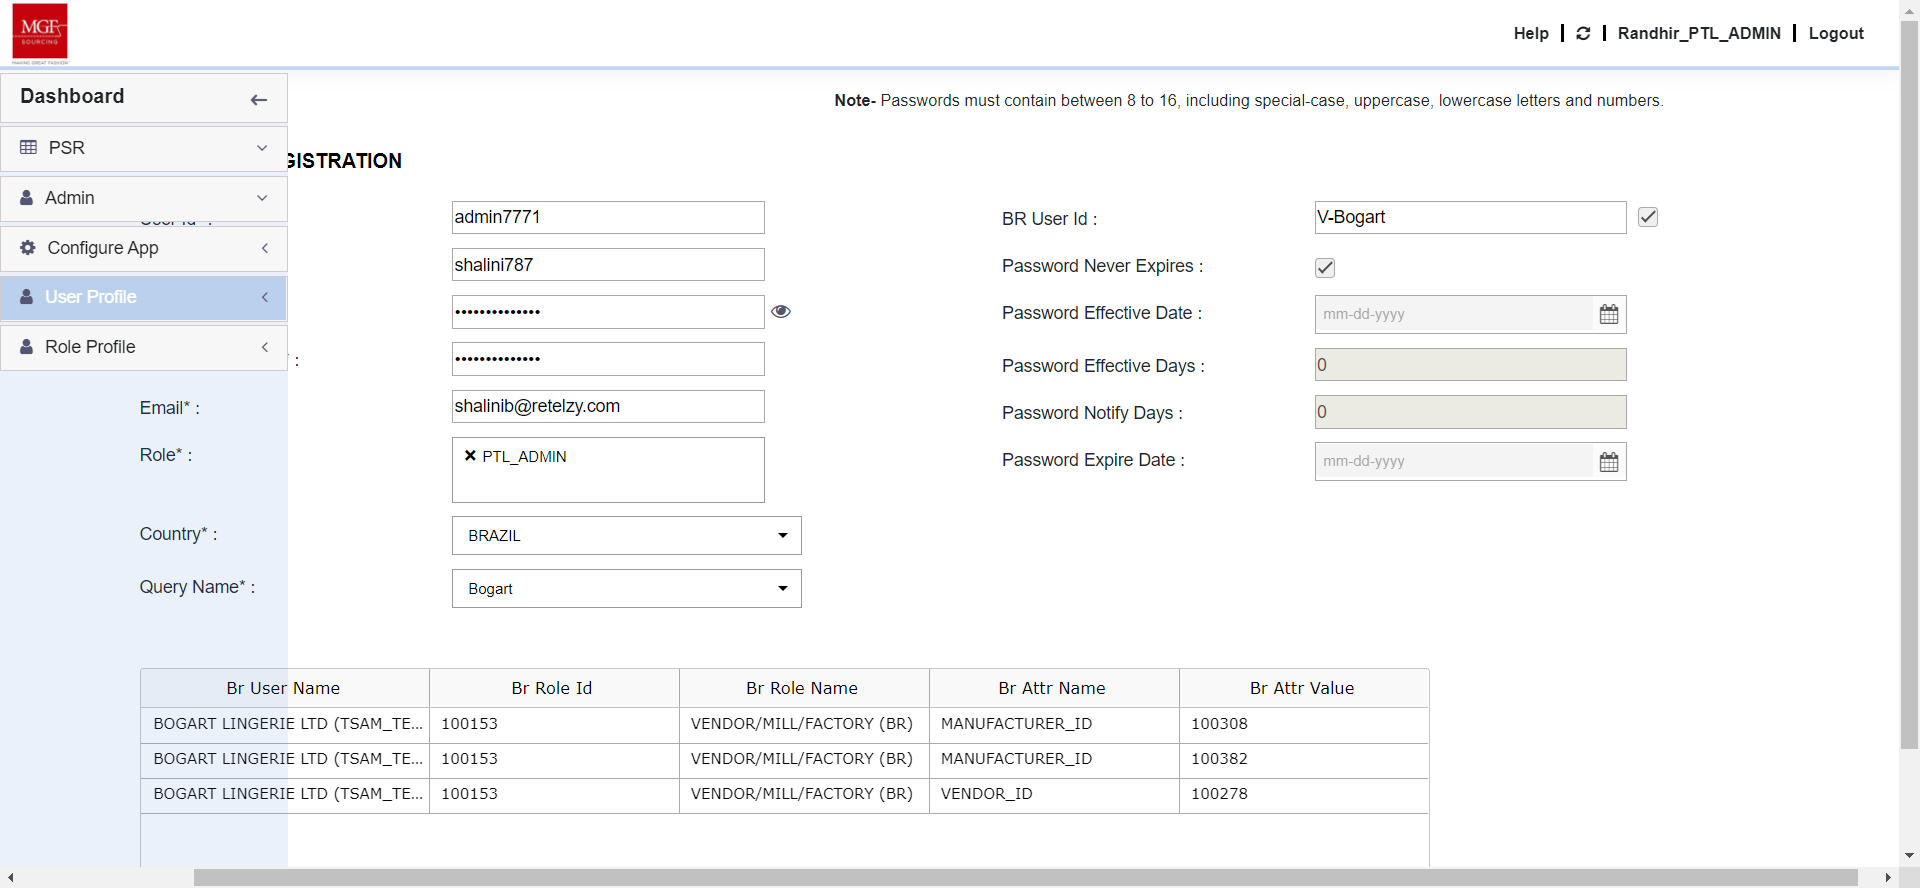 MGF
SOURCING
MAKING GREAT FASHION
Help
Randhir_PTL_ADMIN
Logout
Dashboard
Note- Passwords must contain between 8 to 16, including special-case, uppercase, lowercase letters and numbers.
PSR
GISTRATION
Admin
User Id* :
admin7771
BR User Id :
V-Bogart
Configure App
shalini787
Password Never Expires :
User Profile
••••••••••••••
Password Effective Date :
mm-dd-yyyy
Role Profile
* :
••••••••••••••
Password Effective Days :
0
Email* :
shalinib@retelzy.com
Password Notify Days :
0
Role* :
× PTL_ADMIN
Password Expire Date :
mm-dd-yyyy
Country* :
BRAZIL
Query Name* :
Bogart
Br User Name Br Role Id Br Role Name Br Attr Name Br Attr Value
BOGART LINGERIE LTD (TSAM_TE... 100153 VENDOR/MILL/FACTORY (BR) MANUFACTURER_ID 100308
BOGART LINGERIE LTD (TSAM_TE... 100153 VENDOR/MILL/FACTORY (BR) MANUFACTURER_ID 100382
BOGART LINGERIE LTD (TSAM_TE... 100153 VENDOR/MILL/FACTORY (BR) VENDOR_ID 100278